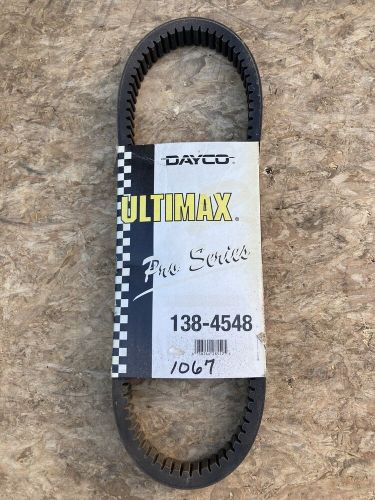 DAYCO
ULTIMAX®
Pro Series
138-4548
1067